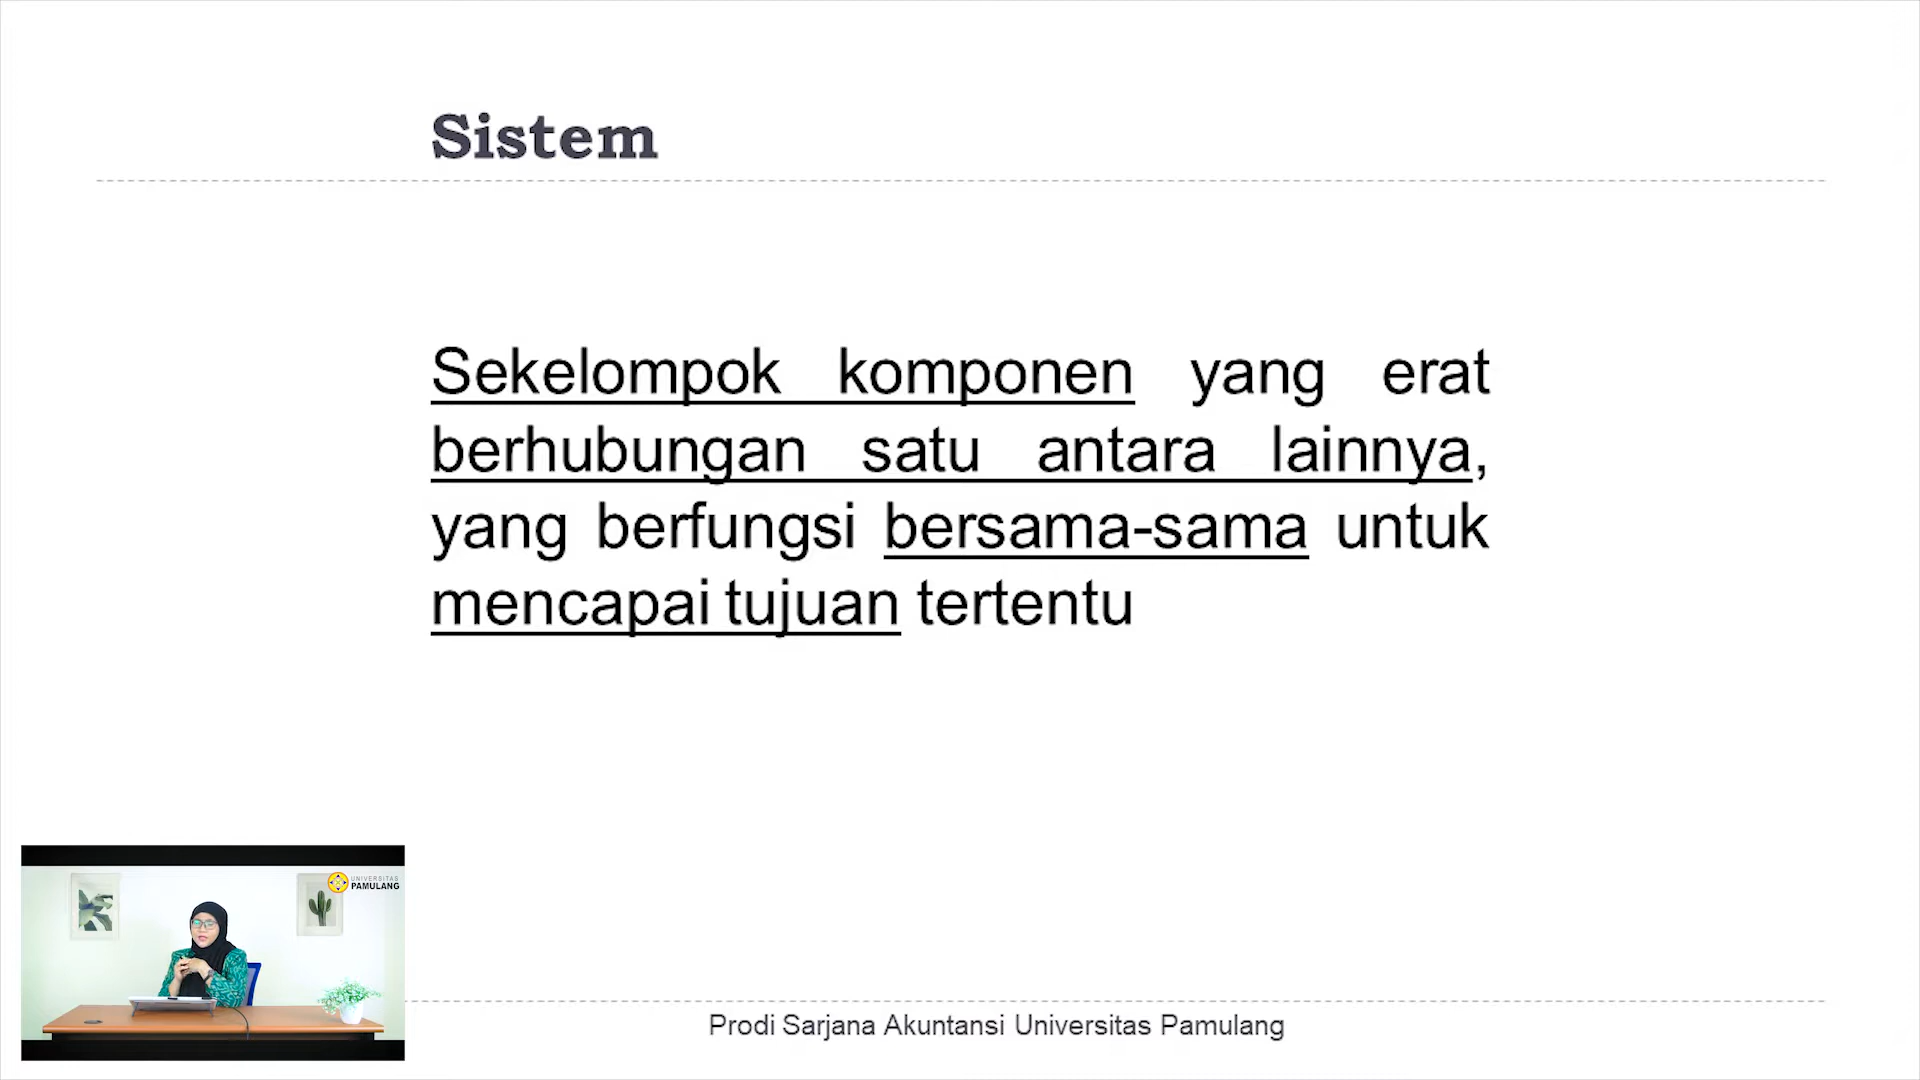 Sistem
Sekelompok komponen yang erat
berhubungan satu antara lainnya,
yang berfungsi bersama-sama untuk
mencapai tujuan tertentu
UNIVERSITAS
PAMULANG
Prodi Sarjana Akuntansi Universitas Pamulang